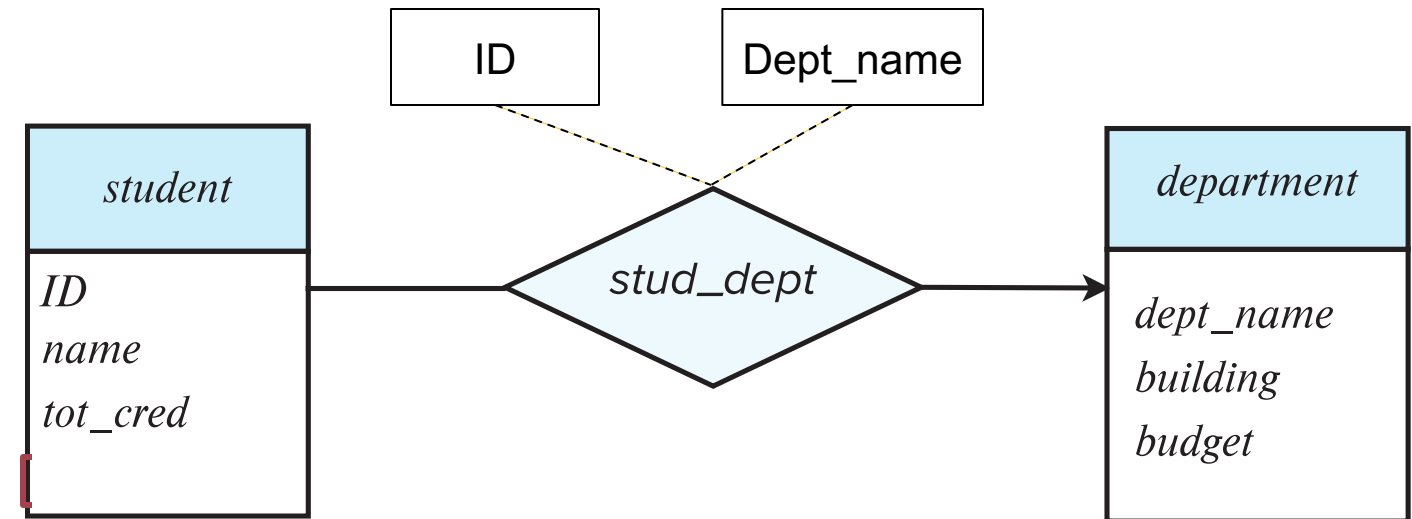 ID
Dept_name
student
ID
name
tot_cred
stud_dept
department
dept_name
building
budget